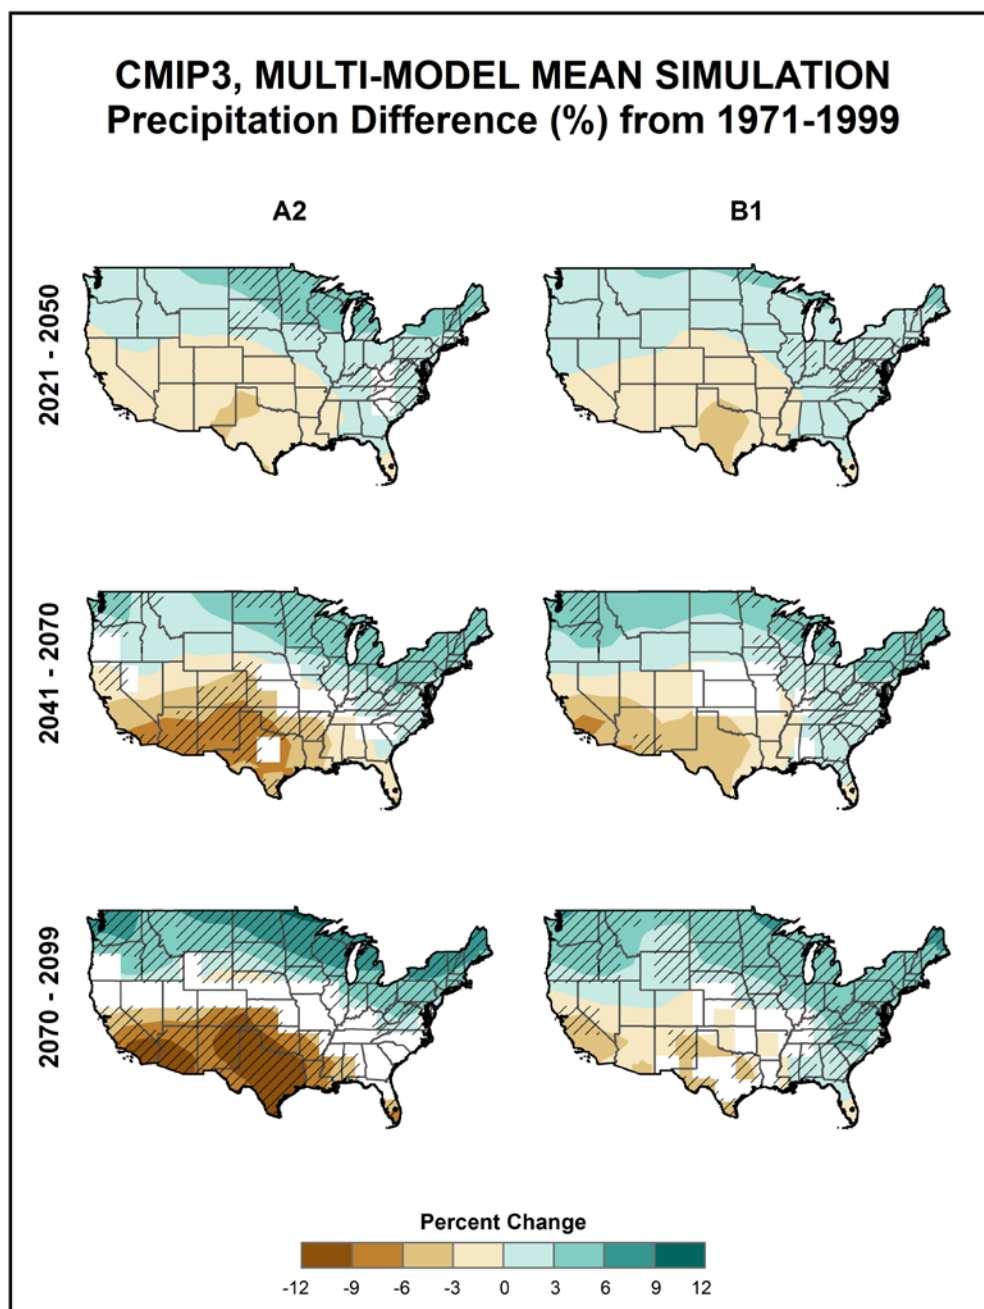 CMIP3, MULTI-MODEL MEAN SIMULATION
Precipitation Difference (%) from 1971-1999
A2
B1
2021 - 2050
2041 - 2070
2070 - 2099
Percent Change
-12 -9 -6 -3 0 3 6 9 12